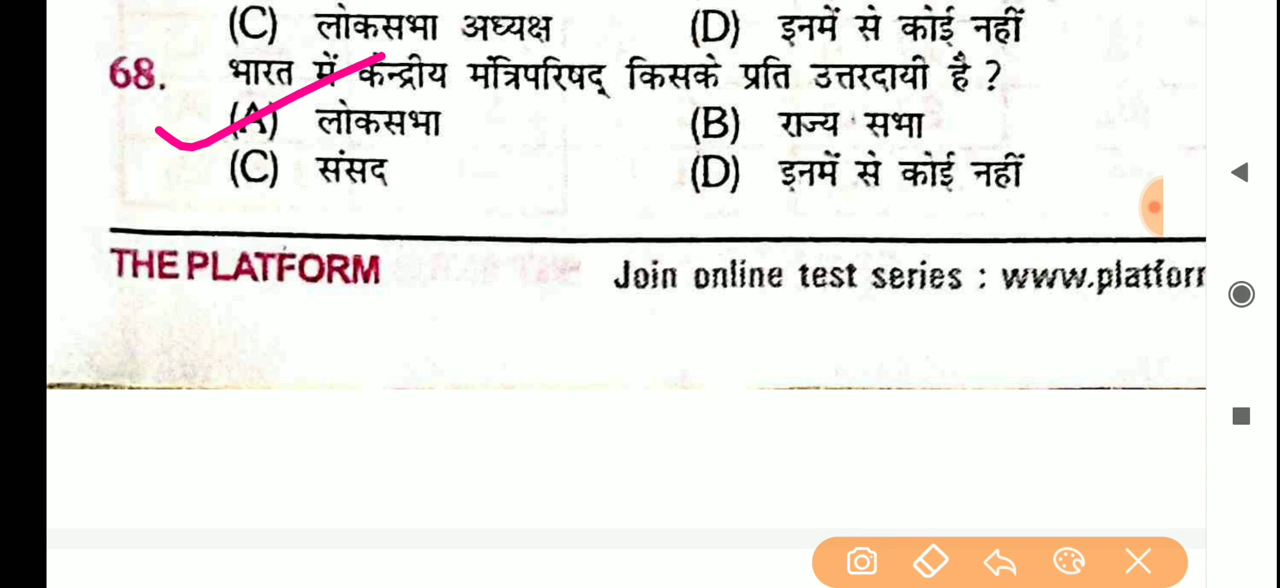 (C) लोकसभा अध्यक्ष (D) इनमें से कोई नहीं
68. भारत में केन्द्रीय मंत्रिपरिषद् किसके प्रति उत्तरदायी है ?
(A) लोकसभा (B) राज्य सभा
(C) संसद (D) इनमें से कोई नहीं
THE PLATFORM Join online test series : www.platform